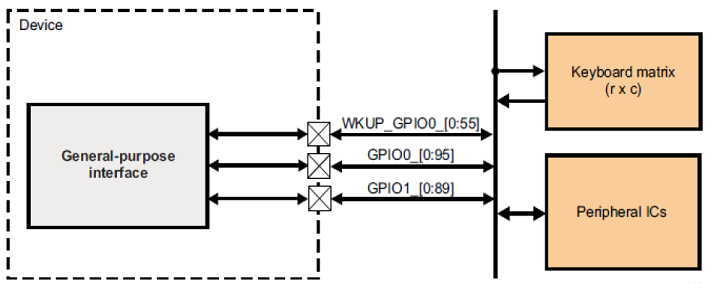 Device
General-purpose
interface
WKUP_GPIO0_[0:55]
GPIO0_[0:95]
GPIO1_[0:89]
Keyboard matrix
(r x c)
Peripheral ICs